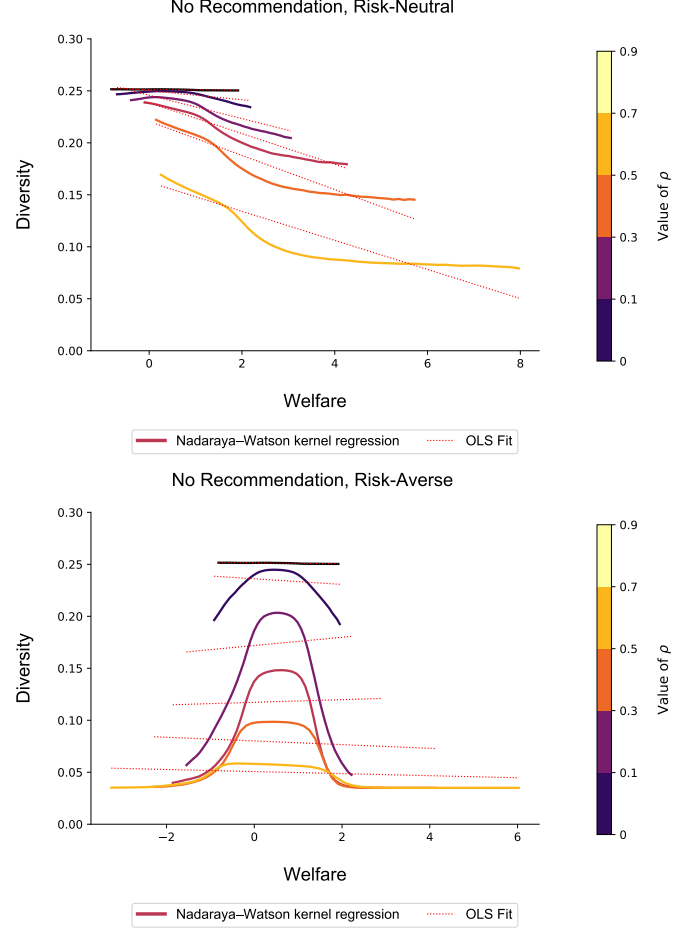 No Recommendation, Risk-Neutral
0.30
0.25
0.20
0.15
0.10
0.05
0.00
Diversity
0 2 4 6 8
Welfare
0.9
0.7
0.5
0.3
0.1
0
Value of ρ
Nadaraya–Watson kernel regression OLS Fit
No Recommendation, Risk-Averse
0.30
0.25
0.20
0.15
0.10
0.05
0.00
Diversity
−2 0 2 4 6
Welfare
0.9
0.7
0.5
0.3
0.1
0
Value of ρ
Nadaraya–Watson kernel regression OLS Fit